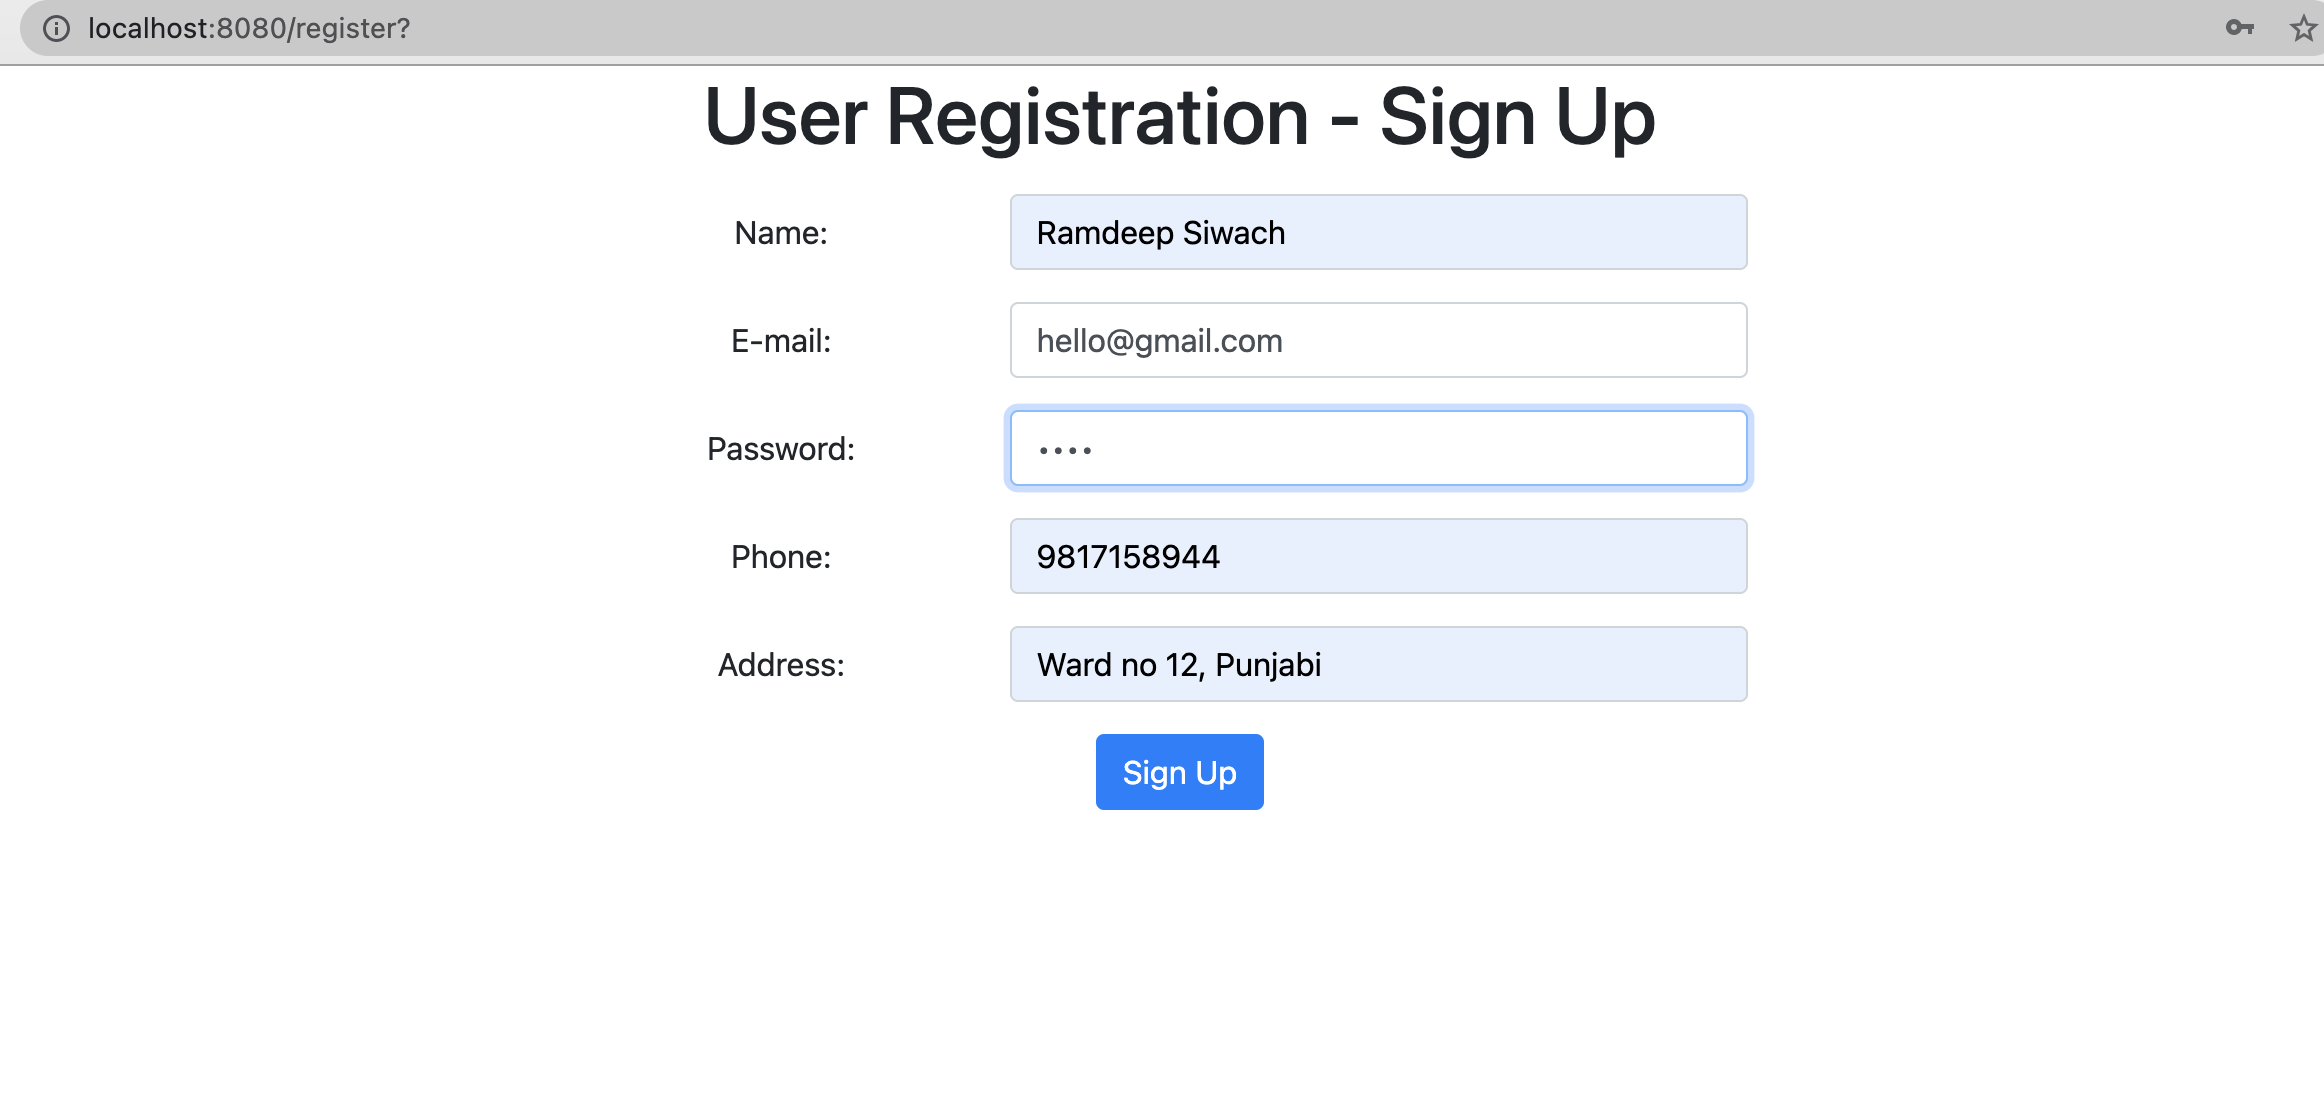 localhost:8080/register?
User Registration - Sign Up
Name: Ramdeep Siwach
E-mail: hello@gmail.com
Password: ····
Phone: 9817158944
Address: Ward no 12, Punjabi
Sign Up